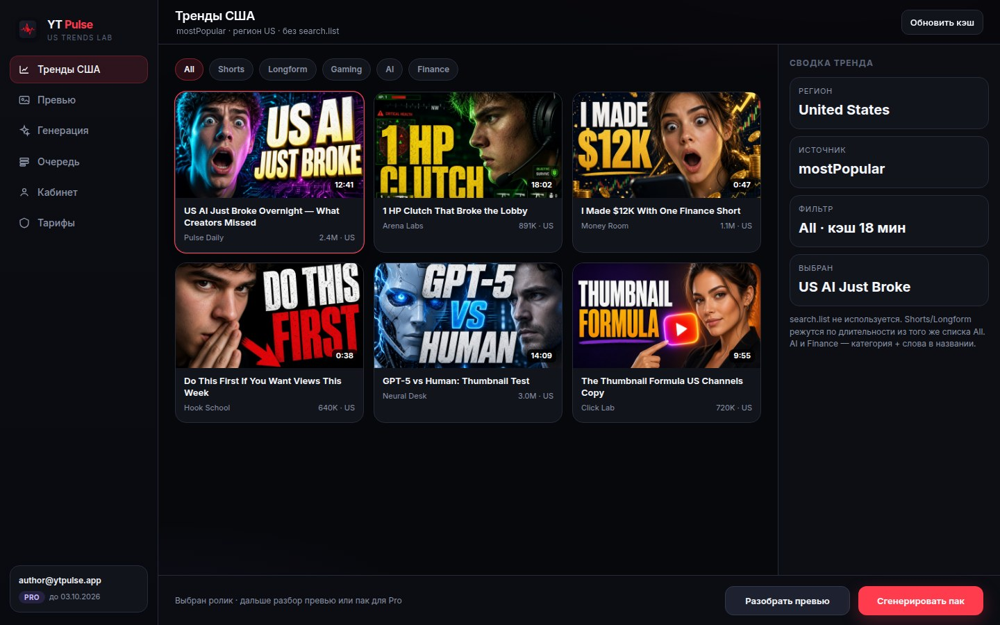 YT Pulse
US TRENDS LAB
Тренды США
Превью
Генерация
Очередь
Кабинет
Тарифы
author@ytpulse.app
PRO до 03.10.2026
Тренды США
mostPopular · регион US · без search.list
Обновить кэш
All
Shorts
Longform
Gaming
AI
Finance
US AI
JUST BROKE
12:41
US AI Just Broke Overnight — What
Creators Missed
Pulse Daily
2.4M · US
HP: 1
CRITICAL HEALTH
NW
1 HP
CLUTCH
OBJECTIVE
SURVIVE
18:02
1 HP Clutch That Broke the Lobby
Arena Labs
891K · US
I MADE
$12K
0:47
I Made $12K With One Finance Short
Money Room
1.1M · US
DO THIS
FIRST
0:38
Do This First If You Want Views This
Week
Hook School
640K · US
GPT-5
VS
HUMAN
14:09
GPT-5 vs Human: Thumbnail Test
Neural Desk
3.0M · US
THUMBNAIL
FORMULA
9:55
The Thumbnail Formula US Channels
Copy
Click Lab
720K · US
СВОДКА ТРЕНДА
РЕГИОН
United States
ИСТОЧНИК
mostPopular
ФИЛЬТР
All · кэш 18 мин
ВЫБРАН
US AI Just Broke
search.list не используется. Shorts/Longform
режутся по длительности из того же списка All.
AI и Finance — категория + слова в названии.
Выбран ролик · дальше разбор превью или пак для Pro
Разобрать превью
Сгенерировать пак